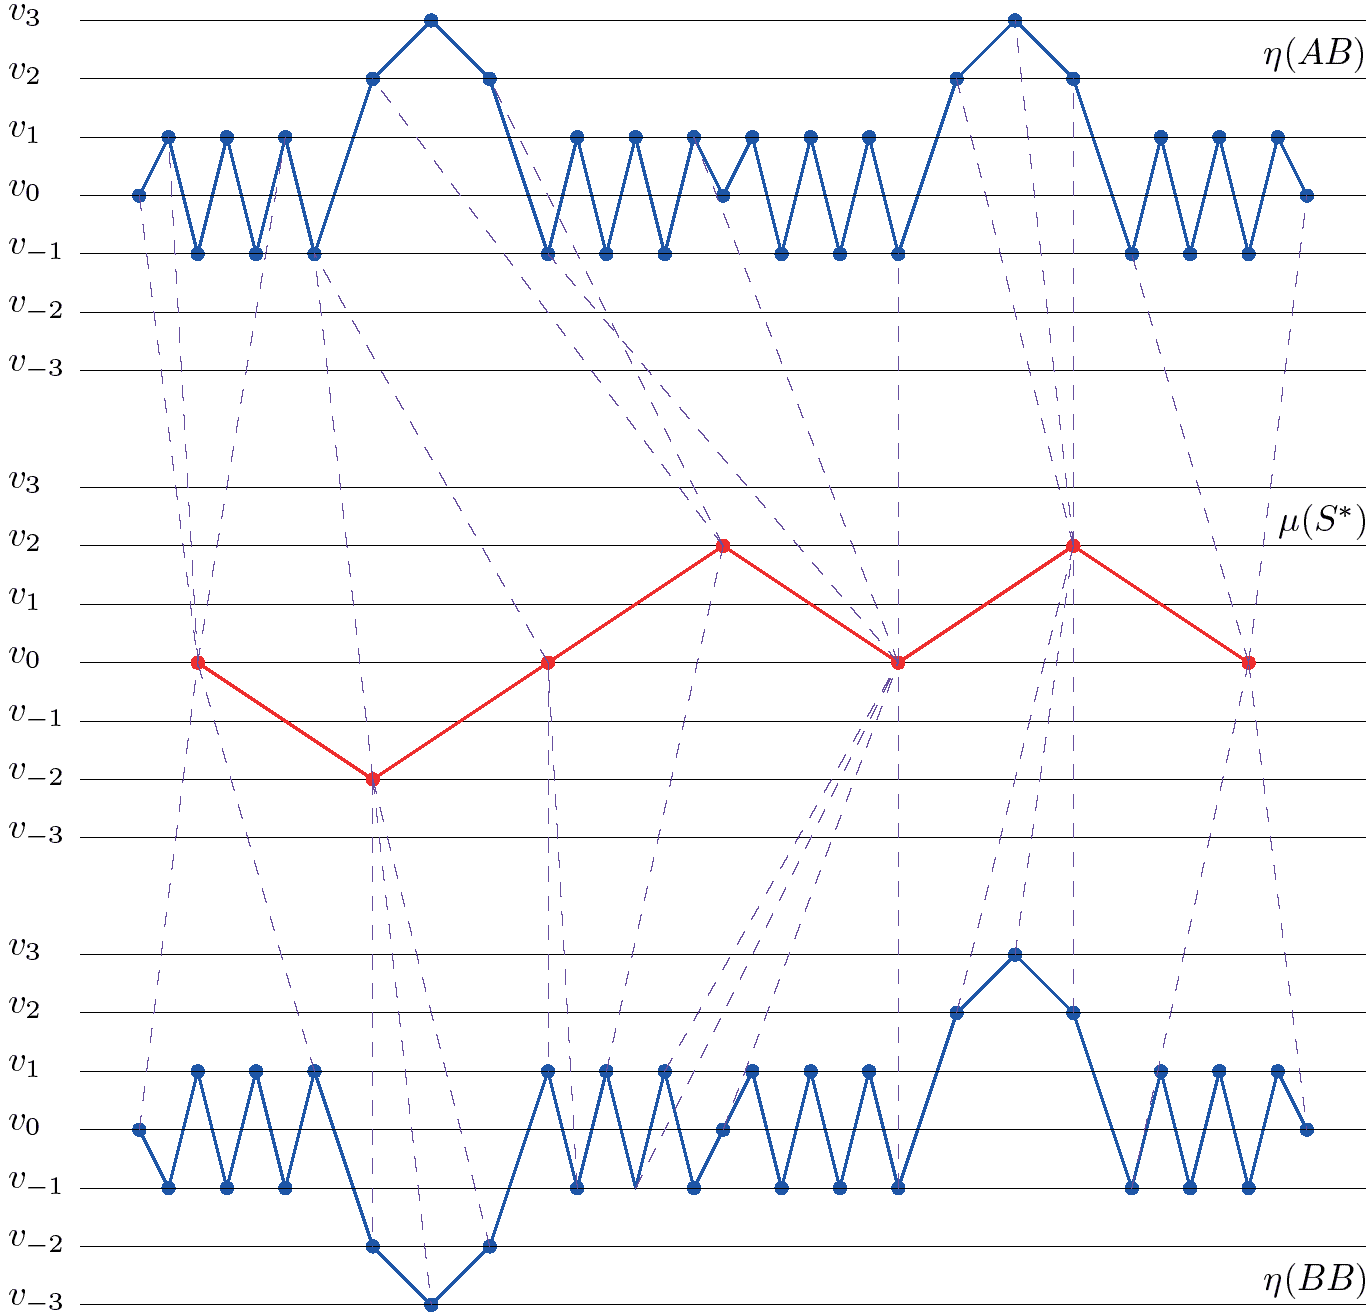 v₃
η(AB)
v₂
v₁
v₀
v₋₁
v₋₂
v₋₃
v₃
μ(S*)
v₂
v₁
v₀
v₋₁
v₋₂
v₋₃
v₃
v₂
v₁
v₀
v₋₁
v₋₂
η(BB)
v₋₃